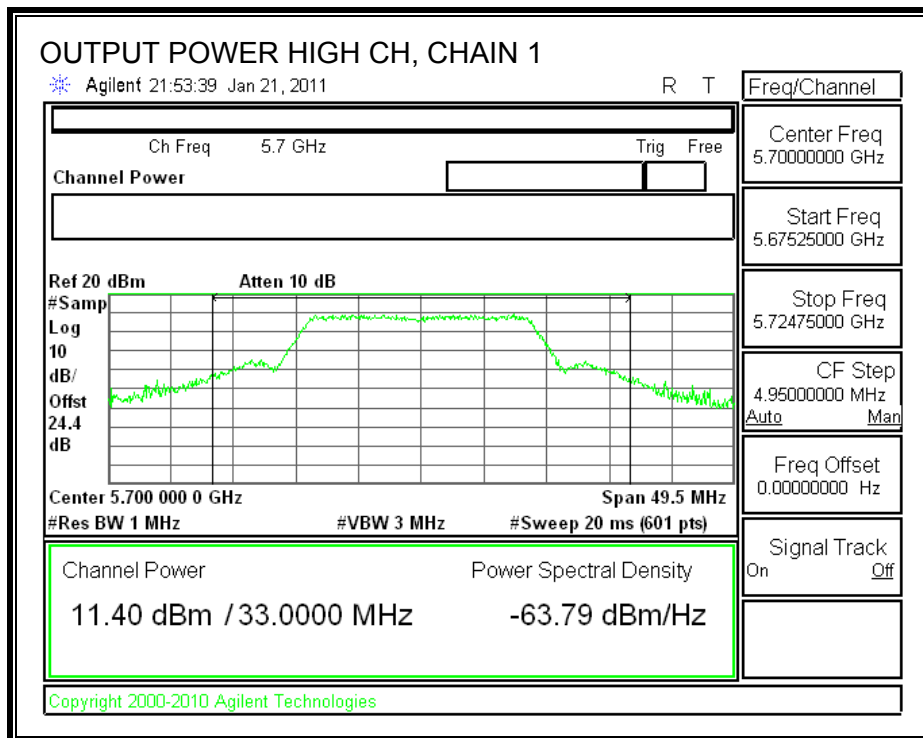 OUTPUT POWER HIGH CH, CHAIN 1
Agilent 21:53:39 Jan 21, 2011 R T
Freq/Channel
Ch Freq 5.7 GHz Trig Free
Channel Power
Center Freq
5.70000000 GHz
Start Freq
5.67525000 GHz
Stop Freq
5.72475000 GHz
CF Step
4.95000000 MHz
Auto Man
Freq Offset
0.00000000 Hz
Signal Track
On Off
Ref 20 dBm Atten 10 dB
#Samp
Log
10
dB/
Offst
24.4
dB
Center 5.700 000 0 GHz Span 49.5 MHz
#Res BW 1 MHz #VBW 3 MHz #Sweep 20 ms (601 pts)
Channel Power Power Spectral Density
11.40 dBm / 33.0000 MHz -63.79 dBm/Hz
Copyright 2000-2010 Agilent Technologies